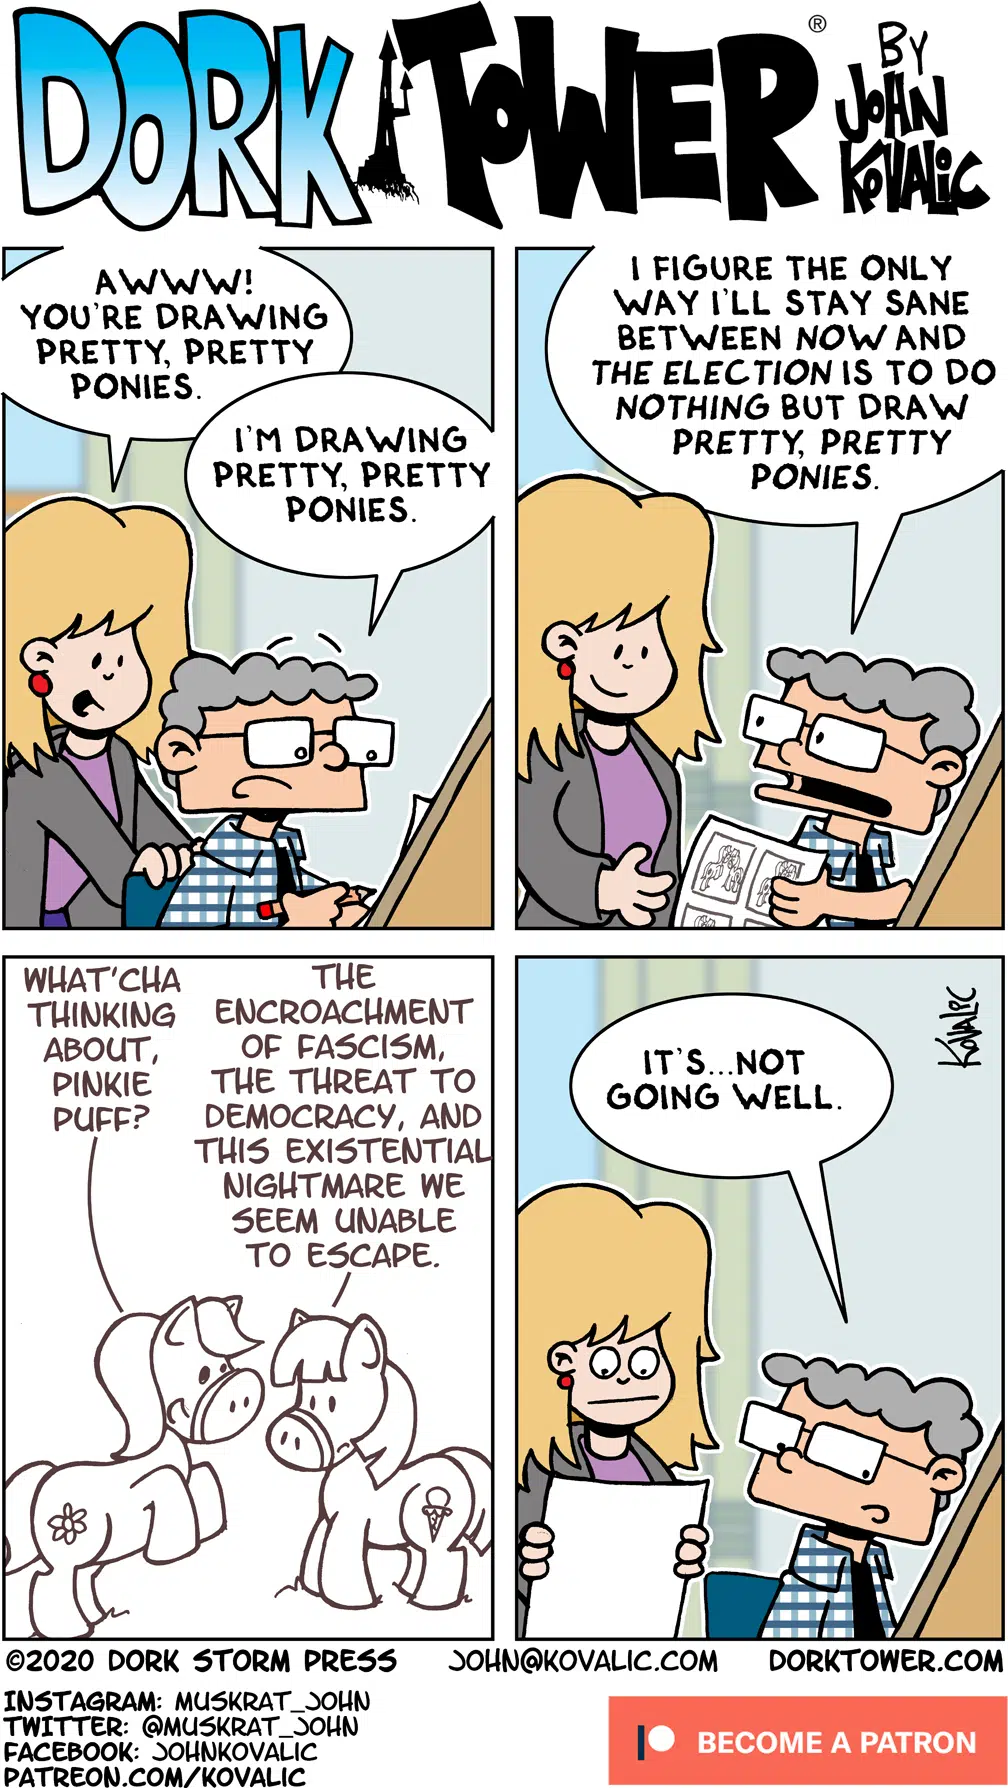 DORK TOWER®
BY
JOHN
KOVALIC
AWWW!
YOU'RE DRAWING
PRETTY, PRETTY
PONIES.
I'M DRAWING
PRETTY, PRETTY
PONIES.
I FIGURE THE ONLY
WAY I'LL STAY SANE
BETWEEN NOW AND
THE ELECTION IS TO DO
NOTHING BUT DRAW
PRETTY, PRETTY
PONIES.
WHAT'CHA
THINKING
ABOUT,
PINKIE
PUFF?
THE
ENCROACHMENT
OF FASCISM,
THE THREAT TO
DEMOCRACY, AND
THIS EXISTENTIAL
NIGHTMARE WE
SEEM UNABLE
TO ESCAPE.
IT'S...NOT
GOING WELL.
KOVALIC
©2020 DORK STORM PRESS JOHN@KOVALIC.COM DORKTOWER.COM
INSTAGRAM: MUSKRAT_JOHN
TWITTER: @MUSKRAT_JOHN
FACEBOOK: JOHNKOVALIC
PATREON.COM/KOVALIC
BECOME A PATRON